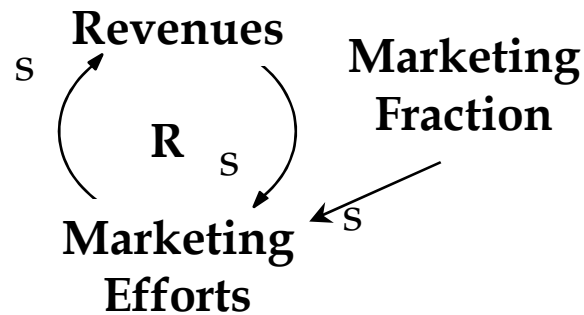 Revenues
S
Marketing
Fraction
R
S
S
Marketing
Efforts